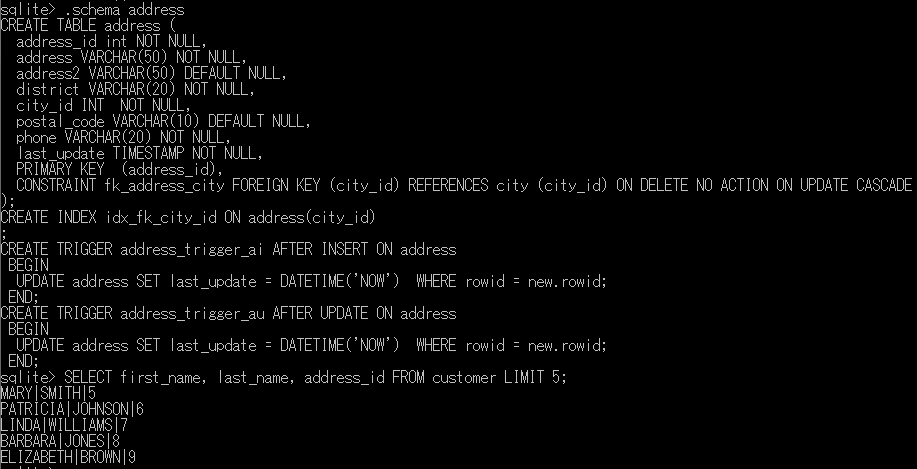 sqlite> .schema address
CREATE TABLE address (
  address_id int NOT NULL,
  address VARCHAR(50) NOT NULL,
  address2 VARCHAR(50) DEFAULT NULL,
  district VARCHAR(20) NOT NULL,
  city_id INT  NOT NULL,
  postal_code VARCHAR(10) DEFAULT NULL,
  phone VARCHAR(20) NOT NULL,
  last_update TIMESTAMP NOT NULL,
  PRIMARY KEY  (address_id),
  CONSTRAINT fk_address_city FOREIGN KEY (city_id) REFERENCES city (city_id) ON DELETE NO ACTION ON UPDATE CASCADE
);
CREATE INDEX idx_fk_city_id ON address(city_id)
;
CREATE TRIGGER address_trigger_ai AFTER INSERT ON address
 BEGIN
  UPDATE address SET last_update = DATETIME('NOW')  WHERE rowid = new.rowid;
 END;
CREATE TRIGGER address_trigger_au AFTER UPDATE ON address
 BEGIN
  UPDATE address SET last_update = DATETIME('NOW')  WHERE rowid = new.rowid;
 END;
sqlite> SELECT first_name, last_name, address_id FROM customer LIMIT 5;
MARY|SMITH|5
PATRICIA|JOHNSON|6
LINDA|WILLIAMS|7
BARBARA|JONES|8
ELIZABETH|BROWN|9